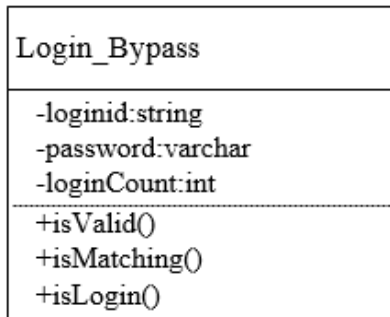 Login_Bypass
-loginid:string
-password:varchar
-loginCount:int
+isValid()
+isMatching()
+isLogin()